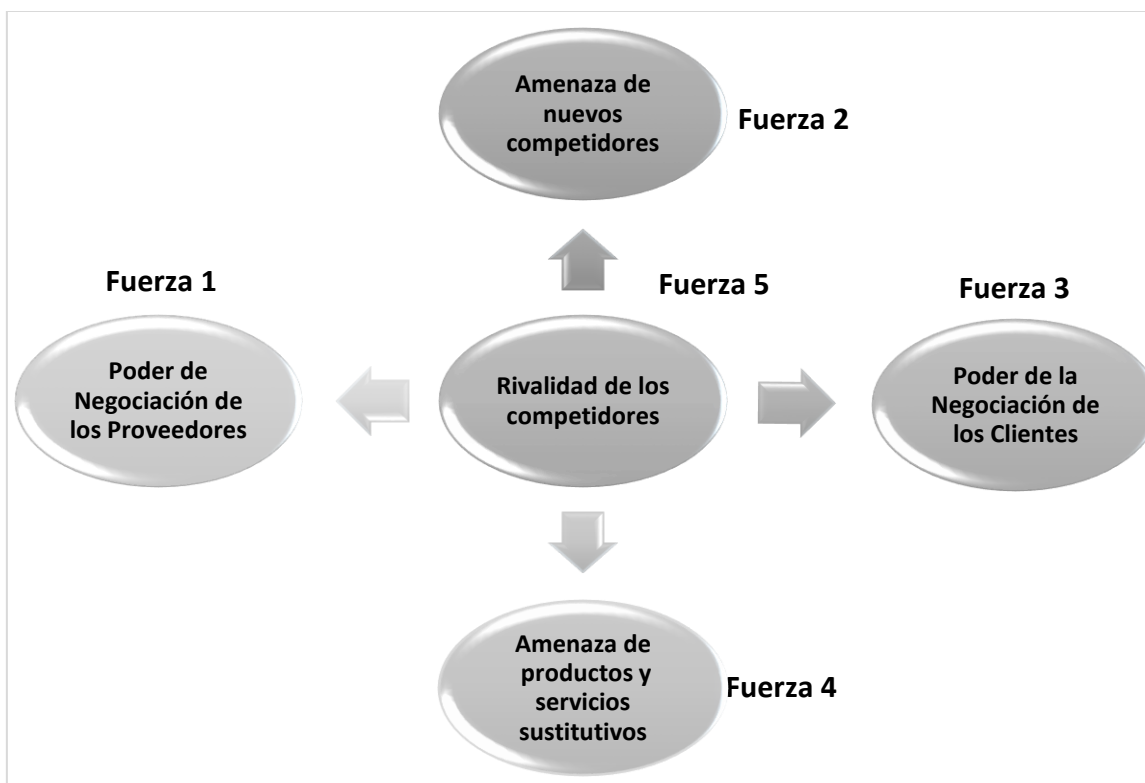 Amenaza de
nuevos
competidores
Fuerza 2
Fuerza 1
Fuerza 5
Fuerza 3
Poder de
Negociación de
los Proveedores
Rivalidad de los
competidores
Poder de la
Negociación de
los Clientes
Amenaza de
productos y
servicios
sustitutivos
Fuerza 4